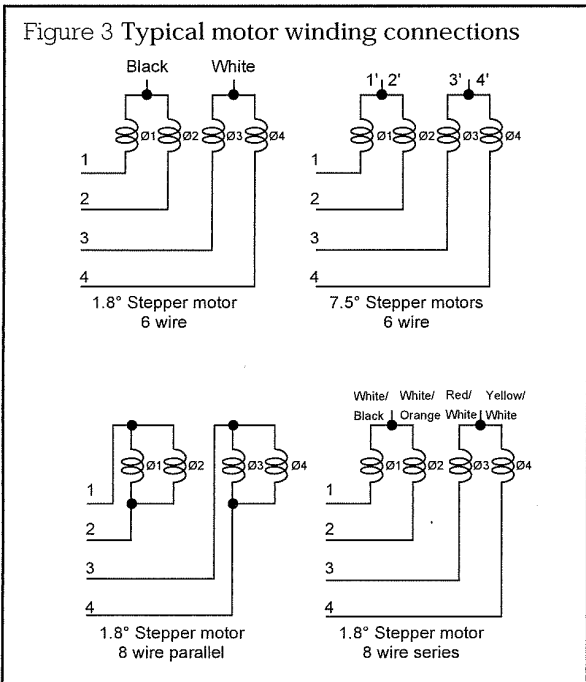 Figure 3 Typical motor winding connections
Black White
Ø1 Ø2 Ø3 Ø4
1
2
3
4
1.8° Stepper motor
6 wire
1' 2' 3' 4'
Ø1 Ø2 Ø3 Ø4
1
2
3
4
7.5° Stepper motors
6 wire
Ø1 Ø2 Ø3 Ø4
1
2
3
4
1.8° Stepper motor
8 wire parallel
White/ White/ Red/ Yellow/
Black Orange White White
Ø1 Ø2 Ø3 Ø4
1
2
3
4
1.8° Stepper motor
8 wire series